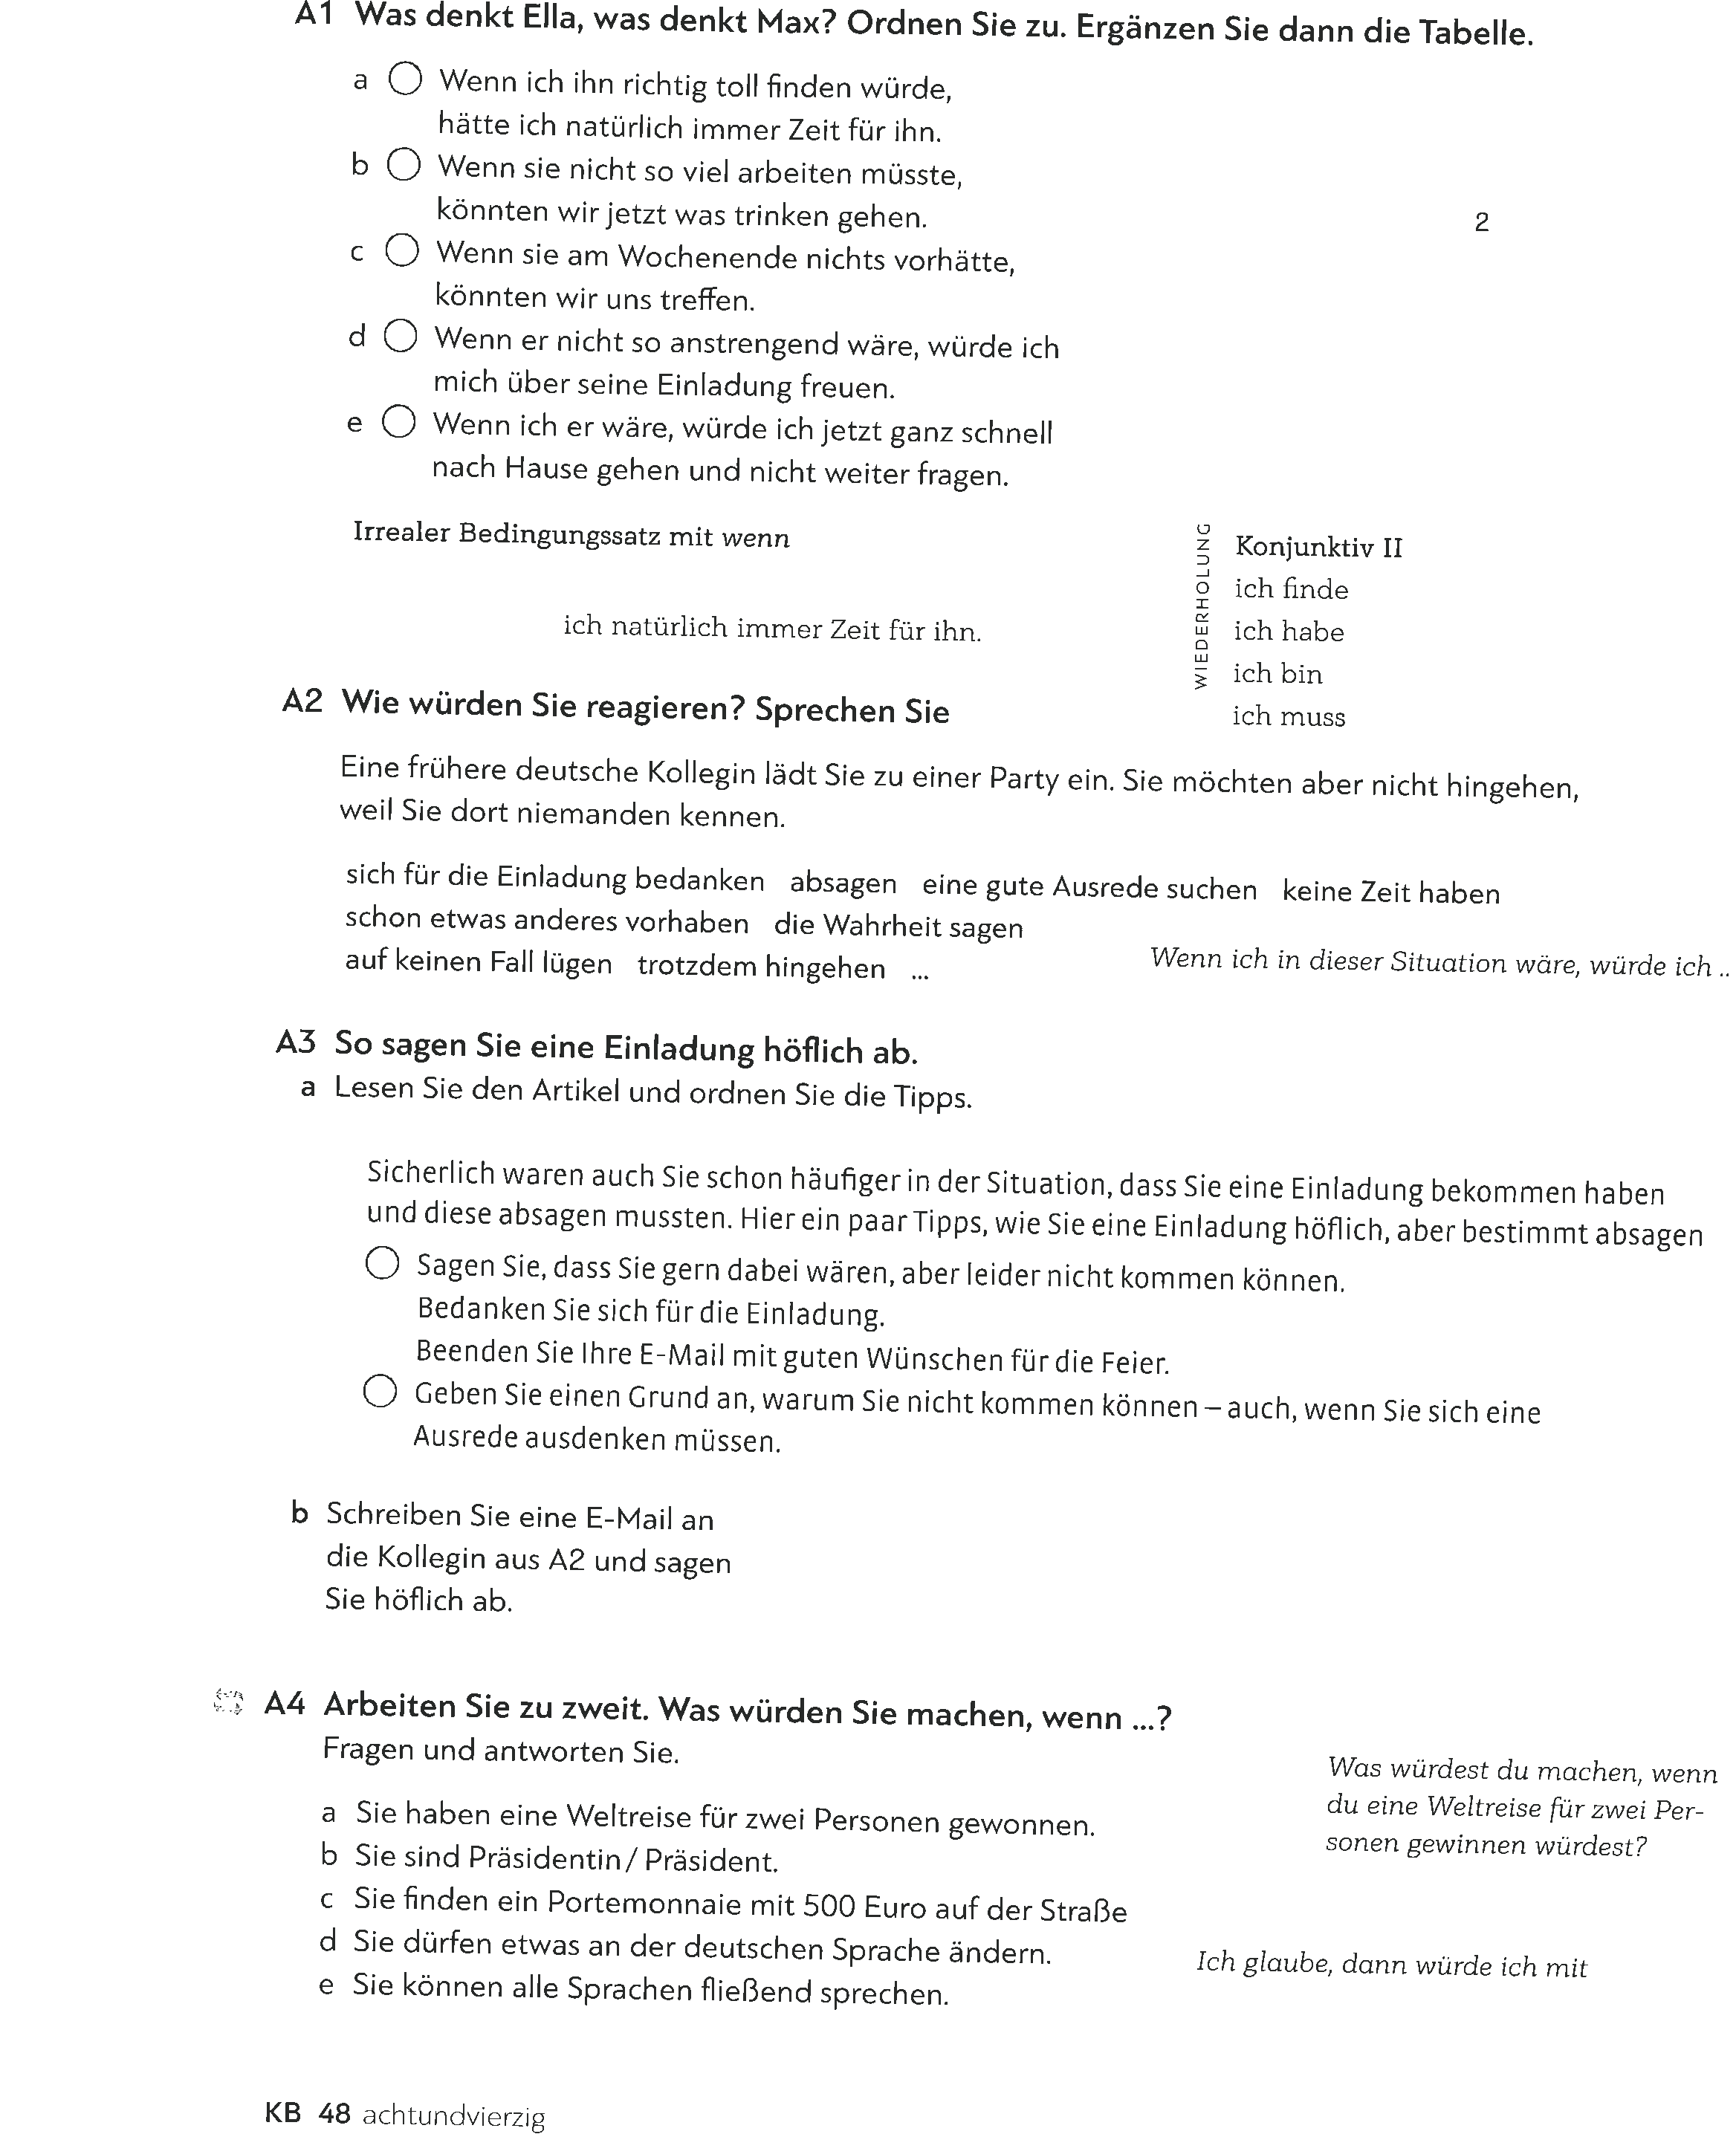 A1 Was denkt Ella, was denkt Max? Ordnen Sie zu. Ergänzen Sie dann die Tabelle.
a Wenn ich ihn richtig toll finden würde,
hätte ich natürlich immer Zeit für ihn.
b Wenn sie nicht so viel arbeiten müsste,
könnten wir jetzt was trinken gehen.
2
c Wenn sie am Wochenende nichts vorhätte,
könnten wir uns treffen.
d Wenn er nicht so anstrengend wäre, würde ich
mich über seine Einladung freuen.
e Wenn ich er wäre, würde ich jetzt ganz schnell
nach Hause gehen und nicht weiter fragen.
Irrealer Bedingungssatz mit wenn
ich natürlich immer Zeit für ihn.
WIEDERHOLUNG
Konjunktiv II
ich finde
ich habe
ich bin
ich muss
A2 Wie würden Sie reagieren? Sprechen Sie
Eine frühere deutsche Kollegin lädt Sie zu einer Party ein. Sie möchten aber nicht hingehen,
weil Sie dort niemanden kennen.
sich für die Einladung bedanken absagen eine gute Ausrede suchen keine Zeit haben
schon etwas anderes vorhaben die Wahrheit sagen
auf keinen Fall lügen trotzdem hingehen ...
Wenn ich in dieser Situation wäre, würde ich ..
A3 So sagen Sie eine Einladung höflich ab.
a Lesen Sie den Artikel und ordnen Sie die Tipps.
Sicherlich waren auch Sie schon häufiger in der Situation, dass Sie eine Einladung bekommen haben
und diese absagen mussten. Hier ein paar Tipps, wie Sie eine Einladung höflich, aber bestimmt absagen
Sagen Sie, dass Sie gern dabei wären, aber leider nicht kommen können.
Bedanken Sie sich für die Einladung.
Beenden Sie Ihre E-Mail mit guten Wünschen für die Feier.
Geben Sie einen Grund an, warum Sie nicht kommen können – auch, wenn Sie sich eine
Ausrede ausdenken müssen.
b Schreiben Sie eine E-Mail an
die Kollegin aus A2 und sagen
Sie höflich ab.
A4 Arbeiten Sie zu zweit. Was würden Sie machen, wenn ...?
Fragen und antworten Sie.
a Sie haben eine Weltreise für zwei Personen gewonnen.
b Sie sind Präsidentin / Präsident.
c Sie finden ein Portemonnaie mit 500 Euro auf der Straße
d Sie dürfen etwas an der deutschen Sprache ändern.
e Sie können alle Sprachen fließend sprechen.
Was würdest du machen, wenn
du eine Weltreise für zwei Per-
sonen gewinnen würdest?
Ich glaube, dann würde ich mit
KB 48 achtundvierzig